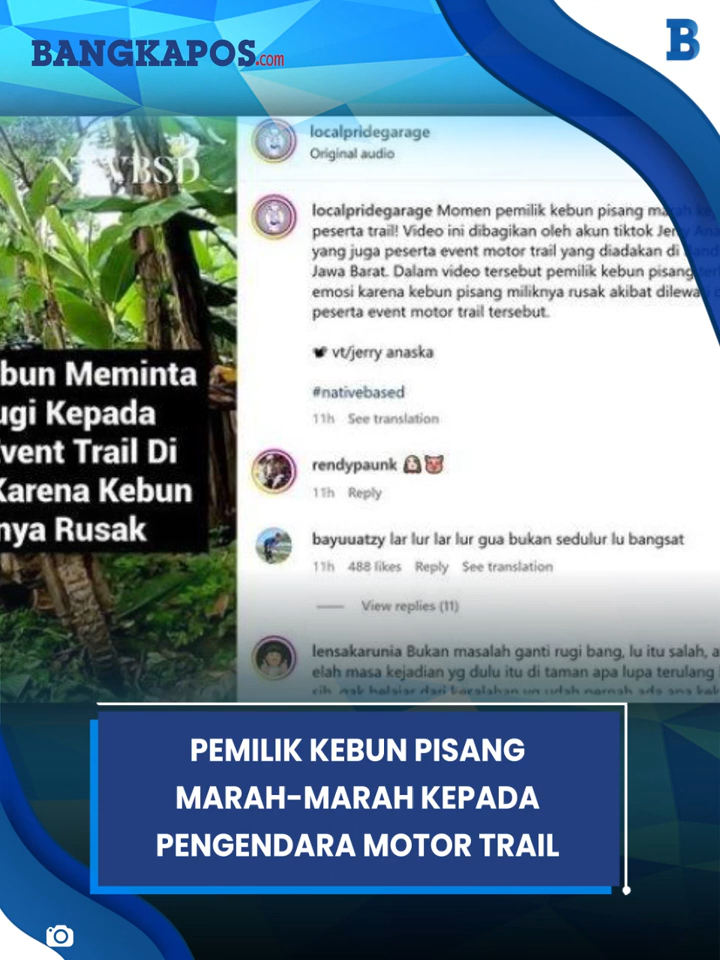 BANGKAPOS.com
B
localpridegarage
Original audio
localpridegarage Momen pemilik kebun pisang
peserta trail! Video ini dibagikan oleh akun tiktok
yang juga peserta event motor trail yang diadakan di
Jawa Barat. Dalam video tersebut pemilik kebun pisang
emosi karena kebun pisang miliknya rusak akibat
peserta event motor trail tersebut.
vt/jerry anaska
#nativebased
11h See translation
bun Meminta
ugi Kepada
vent Trail Di
Karena Kebun
nya Rusak
rendypaunk
11h Reply
bayuuatzy lar lur lar lur gua bukan sedulur lu bangsat
11h 488 likes Reply See translation
View replies (11)
lensakarunia Bukan masalah ganti rugi bang, lu itu salah,
elah masa kejadian yg dulu itu di taman apa lupa terulang
PEMILIK KEBUN PISANG
MARAH-MARAH KEPADA
PENGENDARA MOTOR TRAIL